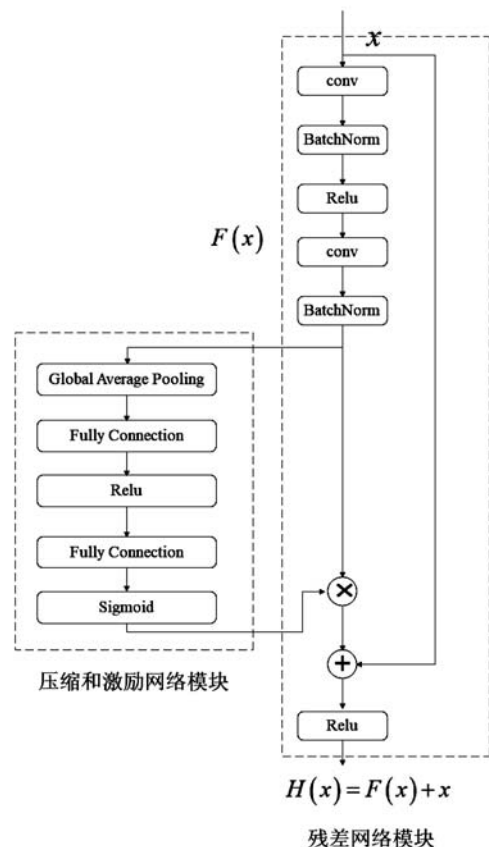 x
conv
BatchNorm
Relu
F(x)
conv
BatchNorm
Global Average Pooling
Fully Connection
Relu
Fully Connection
Sigmoid
×
+
压缩和激励网络模块
Relu
H(x)=F(x)+x
残差网络模块